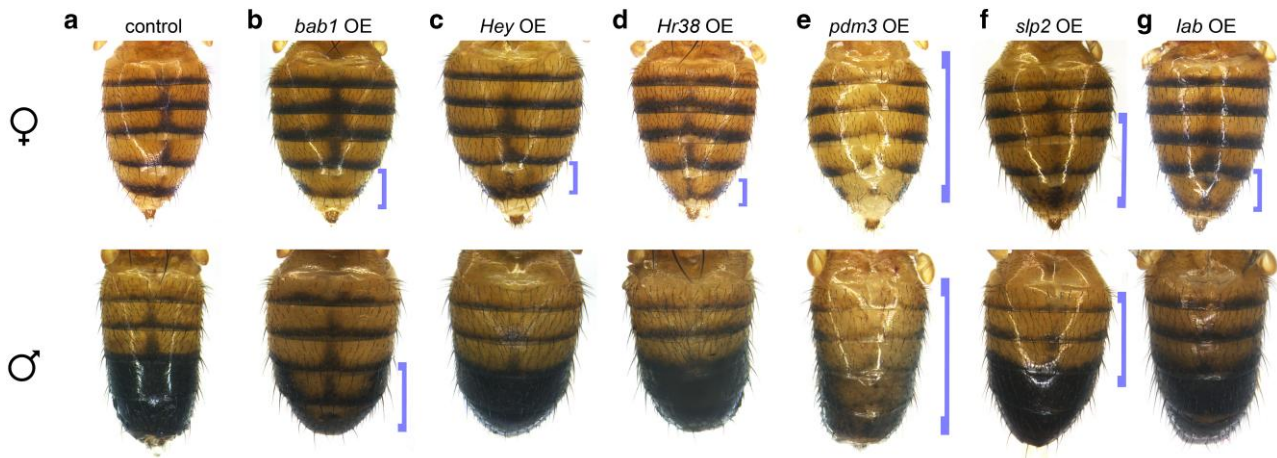 a b c d e f g
control bab1 OE Hey OE Hr38 OE pdm3 OE slp2 OE lab OE
♀
♂